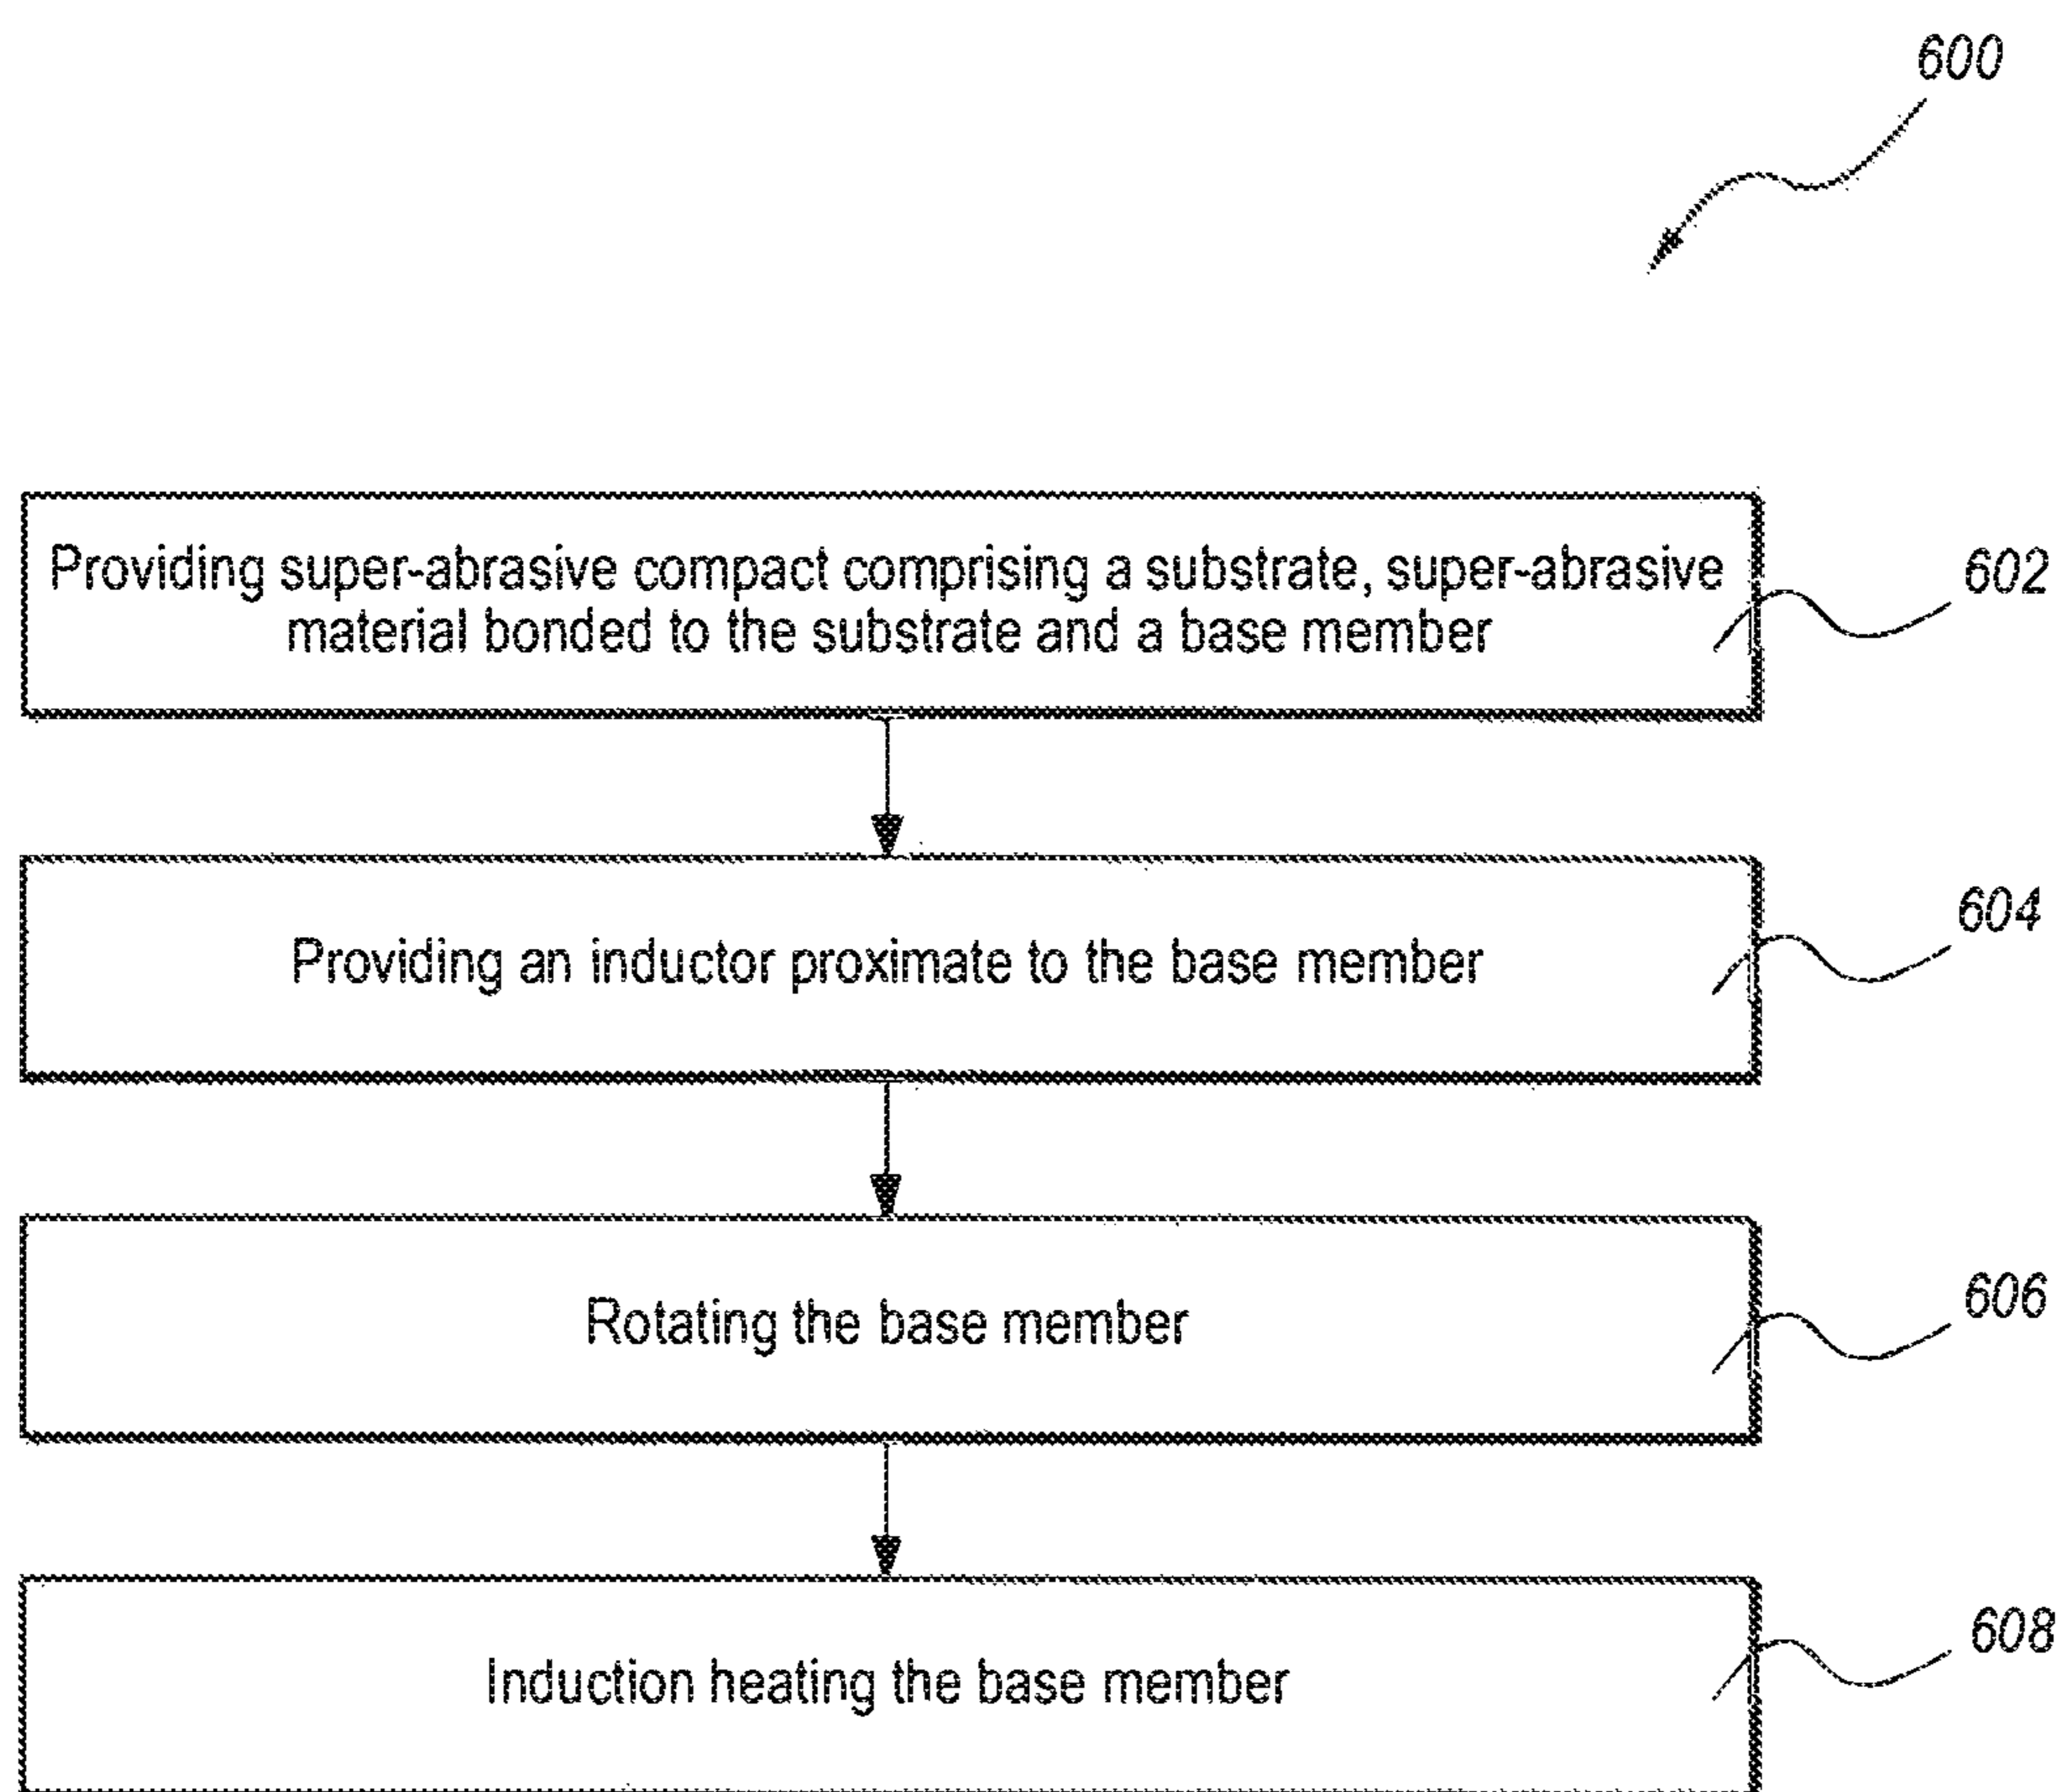 600
Providing super-abrasive compact comprising a substrate, super-abrasive
material bonded to the substrate and a base member
602
Providing an inductor proximate to the base member
604
Rotating the base member
606
Induction heating the base member
608